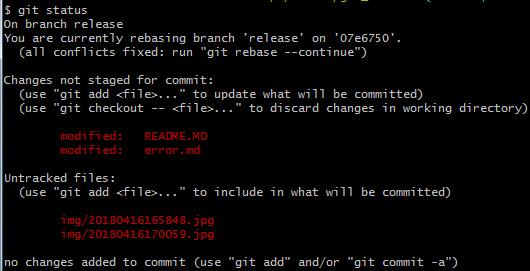 $ git status
On branch release
You are currently rebasing branch 'release' on '07e6750'.
(all conflicts fixed: run "git rebase --continue")
Changes not staged for commit:
(use "git add <file>..." to update what will be committed)
(use "git checkout -- <file>..." to discard changes in working directory)
modified: README.MD
modified: error.md
Untracked files:
(use "git add <file>..." to include in what will be committed)
img/20180416165848.jpg
img/20180416170059.jpg
no changes added to commit (use "git add" and/or "git commit -a")